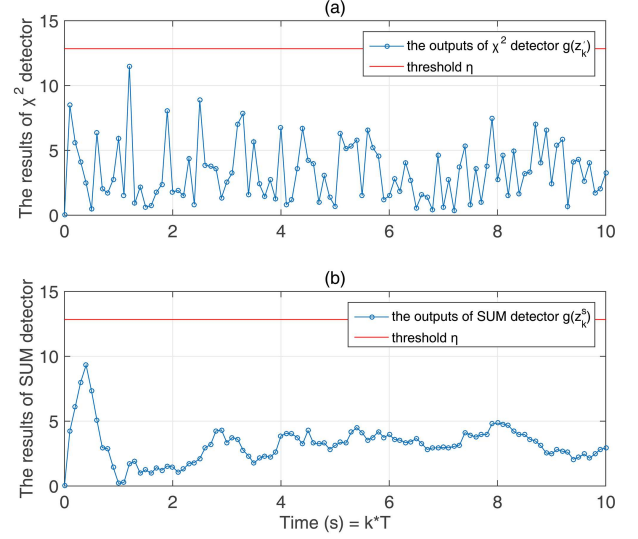 (a)
The results of χ² detector
15
10
5
0
the outputs of χ² detector g(z′ₖ)
threshold η
0 2 4 6 8 10
(b)
The results of SUM detector
15
10
5
0
the outputs of SUM detector g(zₖˢ)
threshold η
0 2 4 6 8 10
Time (s) = k*T